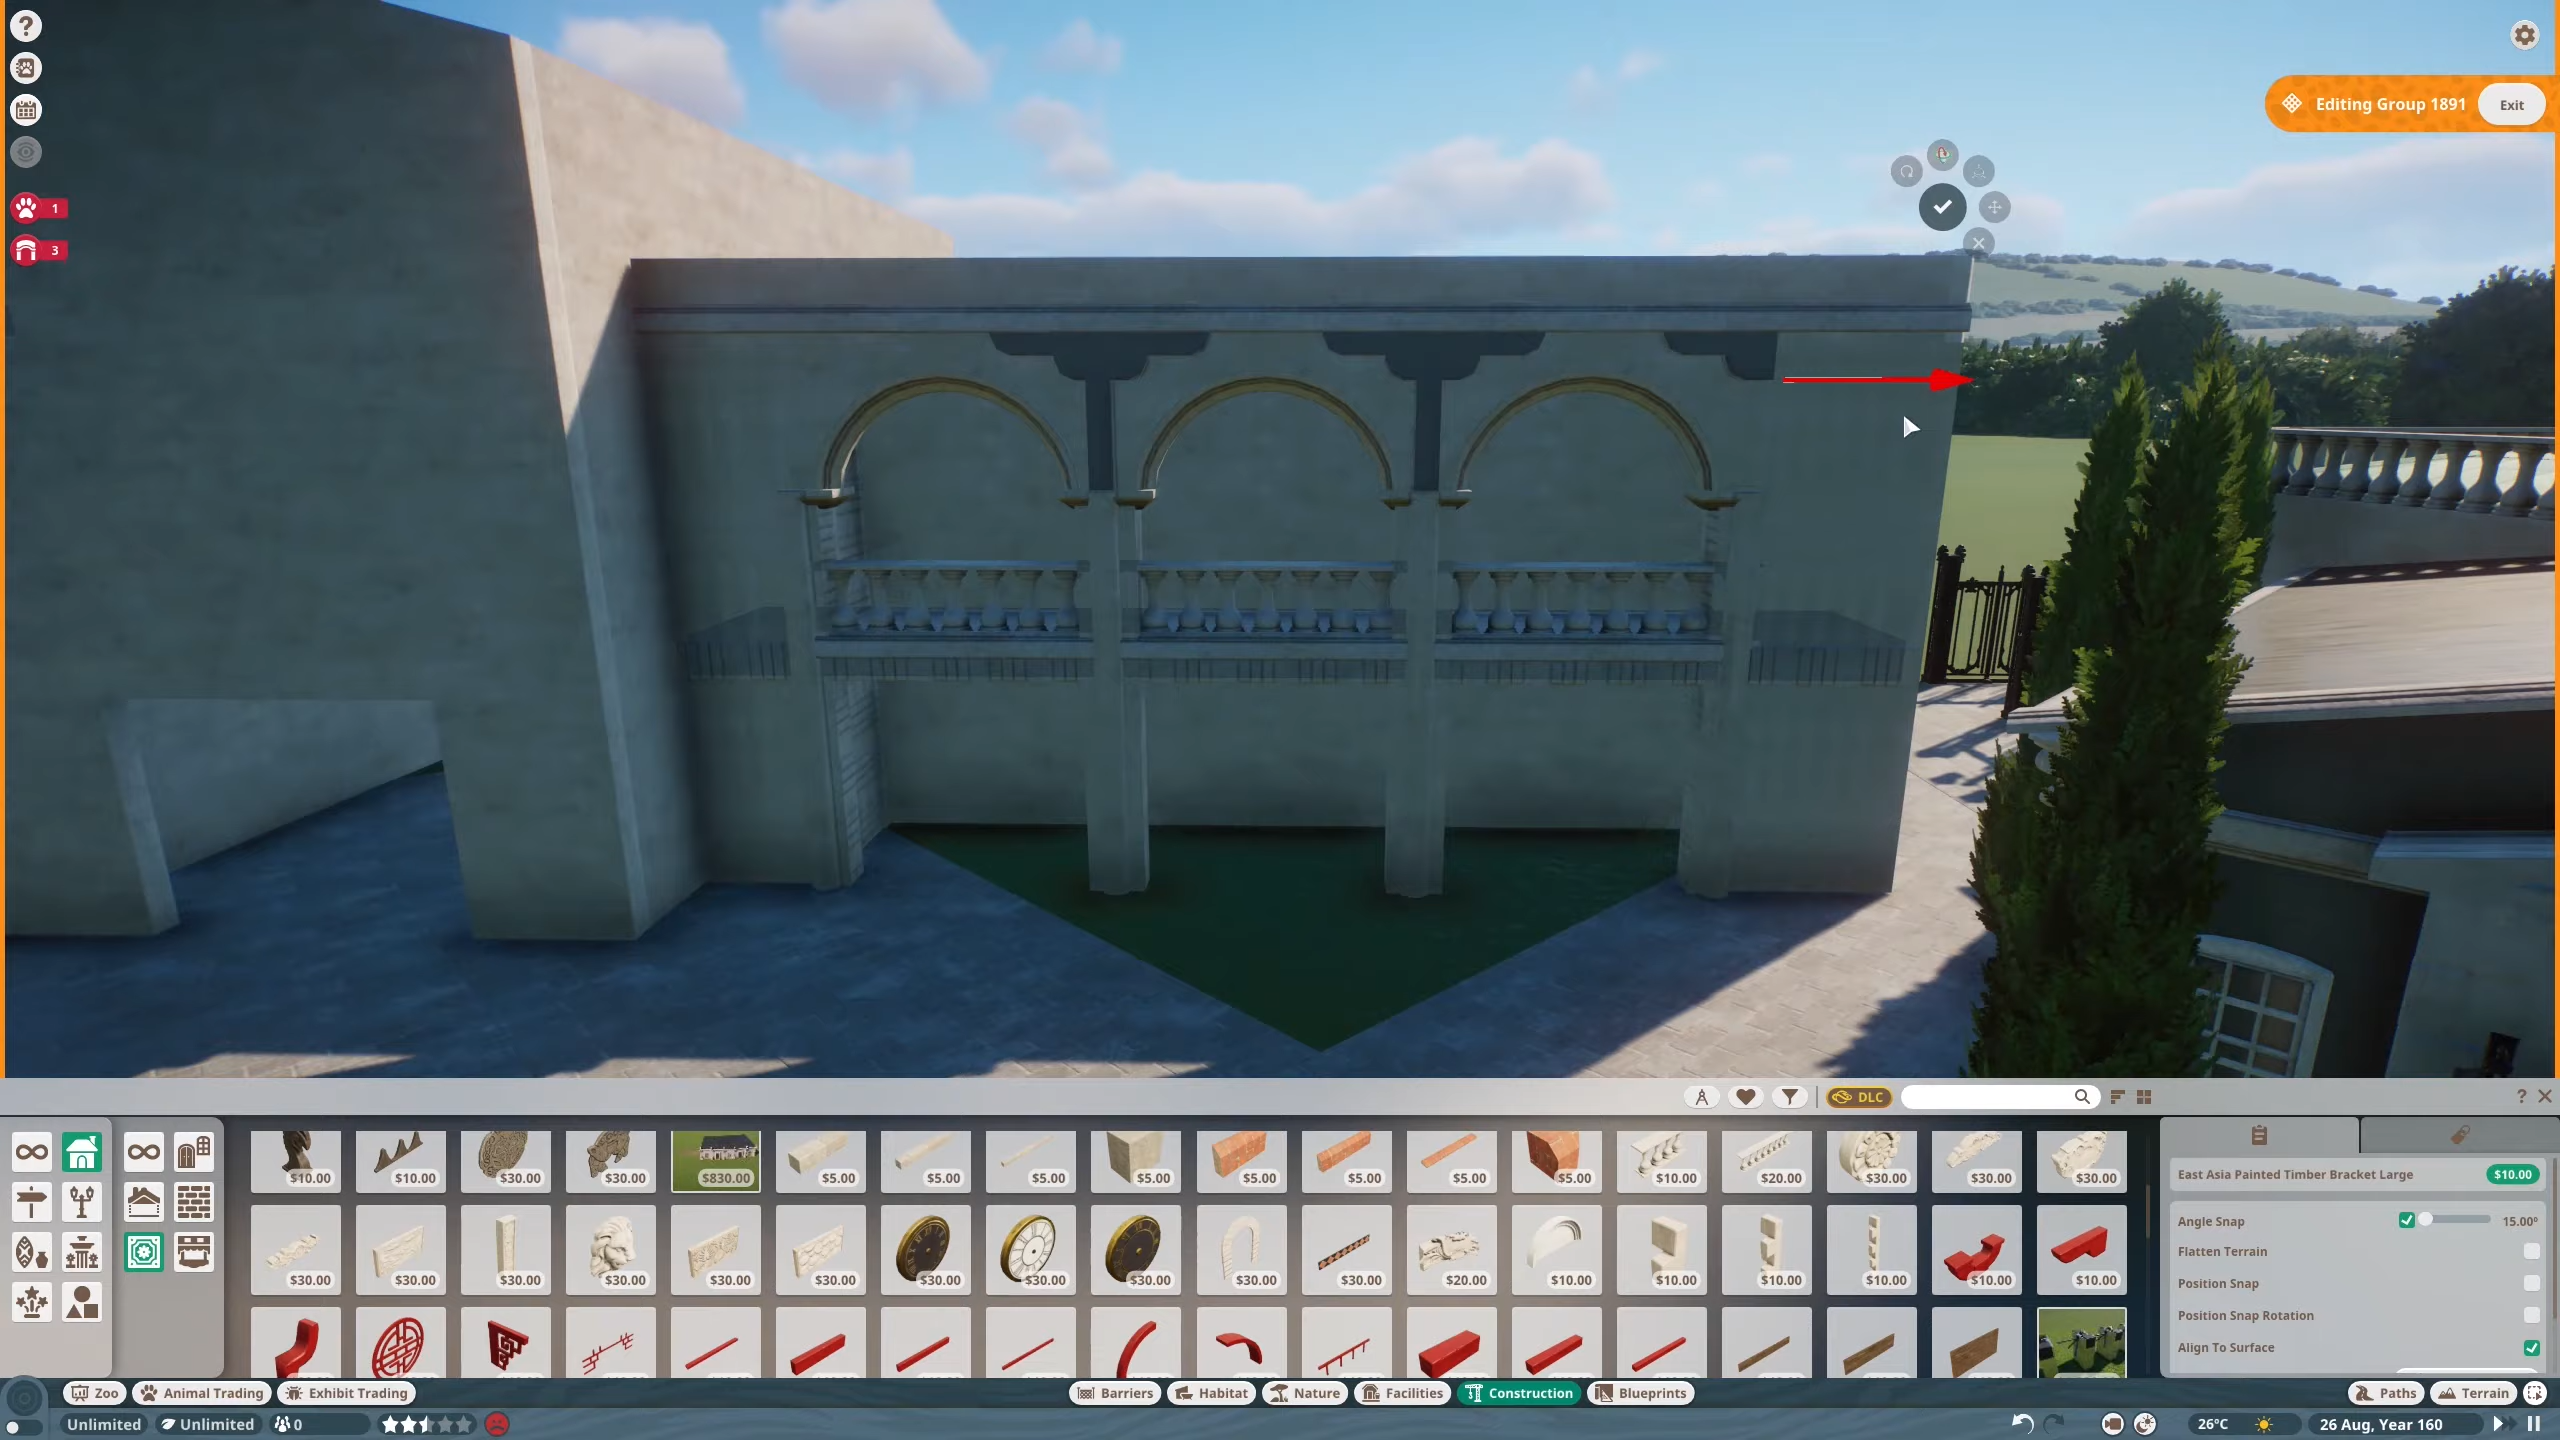 ?
Editing Group 1891
Exit
1
3
DLC
?
$10.00 $10.00 $30.00 $30.00 $830.00 $5.00 $5.00 $5.00 $5.00 $5.00 $5.00 $5.00 $5.00 $10.00 $20.00 $30.00 $30.00 $30.00
East Asia Painted Timber Bracket Large $10.00
Angle Snap 15.00°
Flatten Terrain
$30.00 $30.00 $30.00 $30.00 $30.00 $30.00 $30.00 $30.00 $30.00 $30.00 $30.00 $20.00 $10.00 $10.00 $10.00 $10.00 $10.00 $10.00
Position Snap
Position Snap Rotation
Align To Surface
Zoo Animal Trading Exhibit Trading Barriers Habitat Nature Facilities Construction Blueprints Paths Terrain
Unlimited Unlimited 0 26°C 26 Aug, Year 160